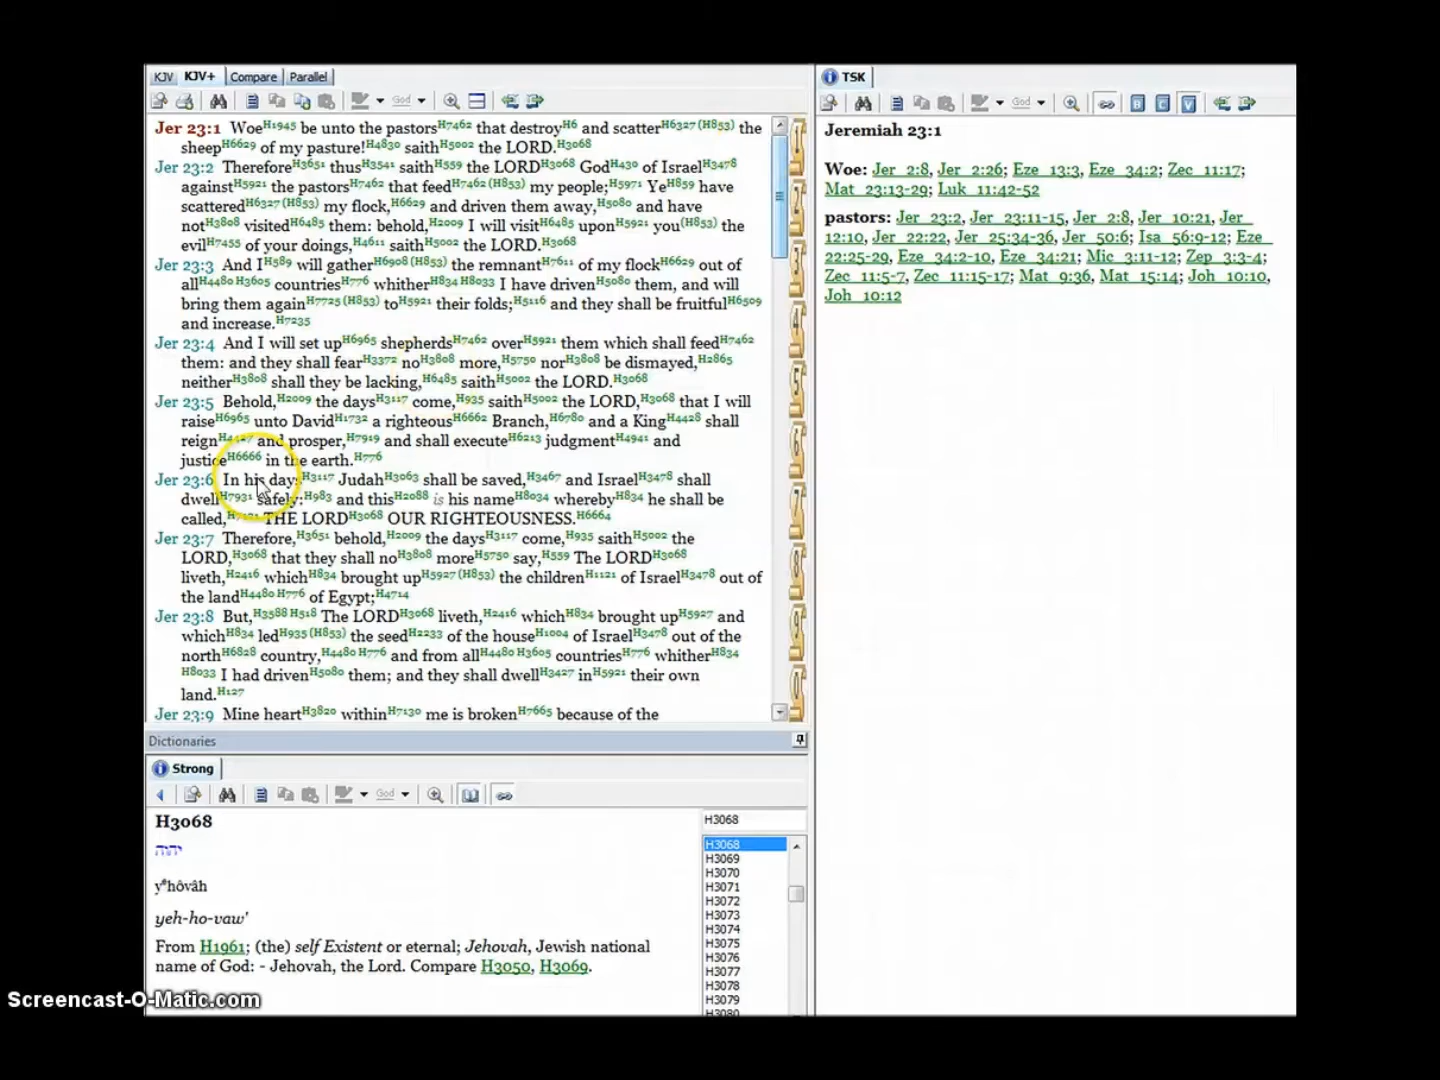 KJV KJV+ Compare Parallel
Jer 23:1 WoeH1945 be unto the pastorsH7462 that destroyH6 and scatterH6327 (H853) the
sheepH6629 of my pasture!H4830 saithH5002 the LORD.H3068
Jer 23:2 ThereforeH3651 thusH3541 saithH559 the LORDH3068 GodH430 of IsraelH3478
againstH5921 the pastorsH7462 that feedH7462 (H853) my people;H5971 YeH859 have
scatteredH6327 (H853) my flock,H6629 and driven them away,H5080 and have
notH3808 visitedH6485 them: behold,H2009 I will visitH6485 uponH5921 you(H853) the
evilH7455 of your doings,H4611 saithH5002 the LORD.H3068
Jer 23:3 And IH589 will gatherH6908 (H853) the remnantH7611 of my flockH6629 out of
allH4480 H3605 countriesH776 whitherH834 H8033 I have drivenH5080 them, and will
bring them againH7725 (H853) toH5921 their folds;H5116 and they shall be fruitfulH6509
and increase.H7235
Jer 23:4 And I will set upH6965 shepherdsH7462 overH5921 them which shall feedH7462
them: and they shall fearH3372 noH3808 more,H5750 norH3808 be dismayed,H2865
neitherH3808 shall they be lacking,H6485 saithH5002 the LORD.H3068
Jer 23:5 Behold,H2009 the daysH3117 come,H935 saithH5002 the LORD,H3068 that I will
raiseH6965 unto DavidH1732 a righteousH6662 Branch,H6780 and a KingH4428 shall
reignH4427 and prosper,H7919 and shall executeH6213 judgmentH4941 and
justiceH6666 in the earth.H776
Jer 23:6 In his daysH3117 JudahH3063 shall be saved,H3467 and IsraelH3478 shall
dwellH7931 safely:H983 and thisH2088 is his nameH8034 wherebyH834 he shall be
called,H7121 THE LORDH3068 OUR RIGHTEOUSNESS.H6664
Jer 23:7 Therefore,H3651 behold,H2009 the daysH3117 come,H935 saithH5002 the
LORD,H3068 that they shall noH3808 moreH5750 say,H559 The LORDH3068
liveth,H2416 whichH834 brought upH5927 (H853) the childrenH1121 of IsraelH3478 out of
the landH4480 H776 of Egypt;H4714
Jer 23:8 But,H3588 H518 The LORDH3068 liveth,H2416 whichH834 brought upH5927 and
whichH834 ledH935 (H853) the seedH2233 of the houseH1004 of IsraelH3478 out of the
northH6828 country,H4480 H776 and from allH4480 H3605 countriesH776 whitherH834
H8033 I had drivenH5080 them; and they shall dwellH3427 inH5921 their own
land.H127
Jer 23:9 Mine heartH3820 withinH7130 me is brokenH7665 because of the
Dictionaries
Strong
God
H3068
יהוה
yehôvâh
yeh-ho-vaw'
From H1961; (the) self Existent or eternal; Jehovah, Jewish national
name of God: - Jehovah, the Lord. Compare H3050, H3069.
H3068
H3068
H3069
H3070
H3071
H3072
H3073
H3074
H3075
H3076
H3077
H3078
H3079
H3080
TSK
God
Jeremiah 23:1
Woe: Jer 2:8, Jer 2:26; Eze 13:3, Eze 34:2; Zec 11:17;
Mat 23:13-29; Luk 11:42-52
pastors: Jer 23:2, Jer 23:11-15, Jer 2:8, Jer 10:21, Jer
12:10, Jer 22:22, Jer 25:34-36, Jer 50:6; Isa 56:9-12; Eze
22:25-29, Eze 34:2-10, Eze 34:21; Mic 3:11-12; Zep 3:3-4;
Zec 11:5-7, Zec 11:15-17; Mat 9:36, Mat 15:14; Joh 10:10,
Joh 10:12
Screencast-O-Matic.com